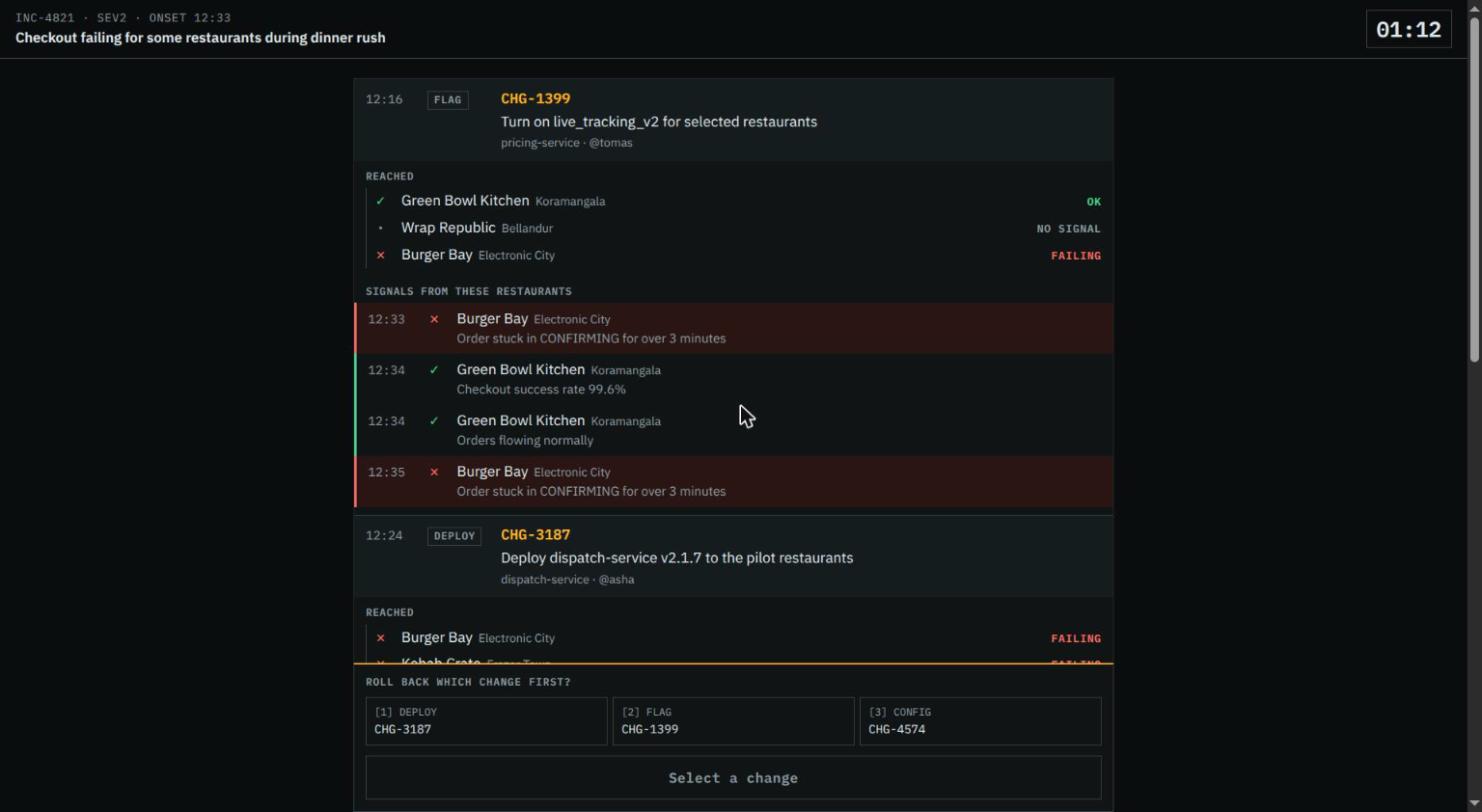 INC-4821 · SEV2 · ONSET 12:33
Checkout failing for some restaurants during dinner rush
01:12
12:16 FLAG CHG-1399
Turn on live_tracking_v2 for selected restaurants
pricing-service · @tomas
REACHED
✓ Green Bowl Kitchen Koramangala OK
· Wrap Republic Bellandur NO SIGNAL
× Burger Bay Electronic City FAILING
SIGNALS FROM THESE RESTAURANTS
12:33 × Burger Bay Electronic City
Order stuck in CONFIRMING for over 3 minutes
12:34 ✓ Green Bowl Kitchen Koramangala
Checkout success rate 99.6%
12:34 ✓ Green Bowl Kitchen Koramangala
Orders flowing normally
12:35 × Burger Bay Electronic City
Order stuck in CONFIRMING for over 3 minutes
12:24 DEPLOY CHG-3187
Deploy dispatch-service v2.1.7 to the pilot restaurants
dispatch-service · @asha
REACHED
× Burger Bay Electronic City FAILING
ROLL BACK WHICH CHANGE FIRST?
[1] DEPLOY [2] FLAG [3] CONFIG
CHG-3187 CHG-1399 CHG-4574
Select a change